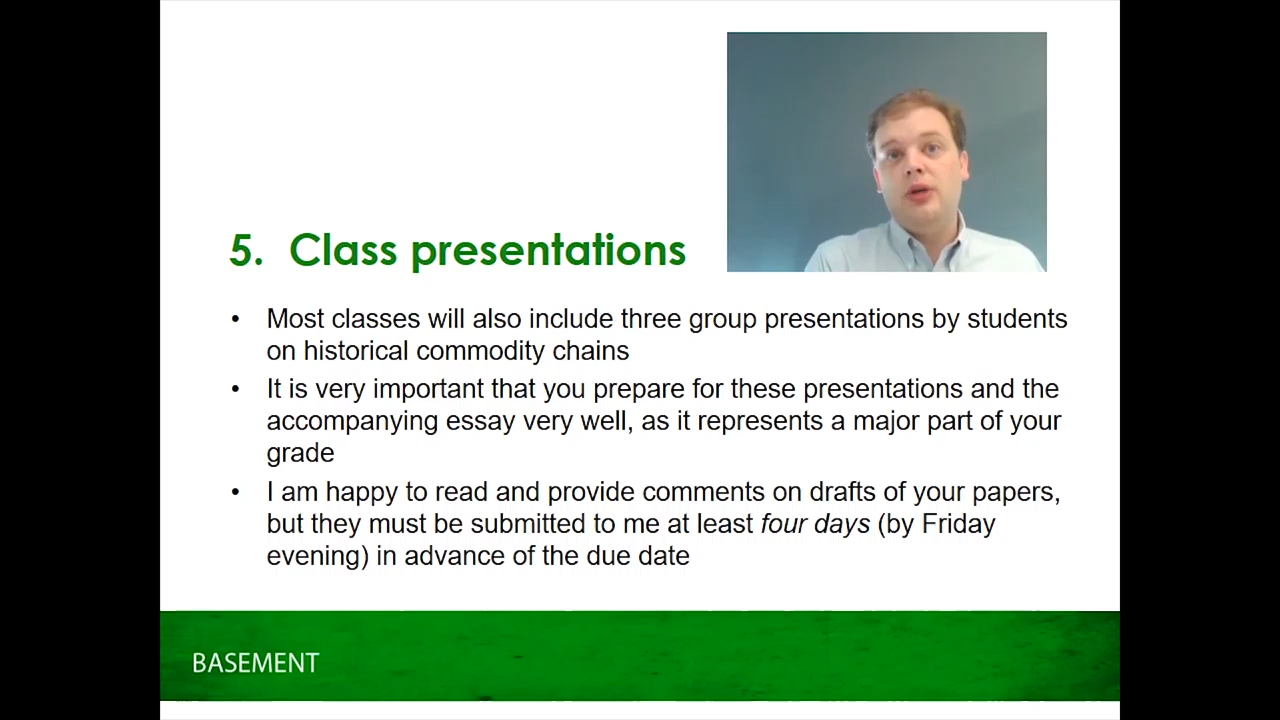 5. Class presentations
• Most classes will also include three group presentations by students
on historical commodity chains
• It is very important that you prepare for these presentations and the
accompanying essay very well, as it represents a major part of your
grade
• I am happy to read and provide comments on drafts of your papers,
but they must be submitted to me at least four days (by Friday
evening) in advance of the due date
BASEMENT